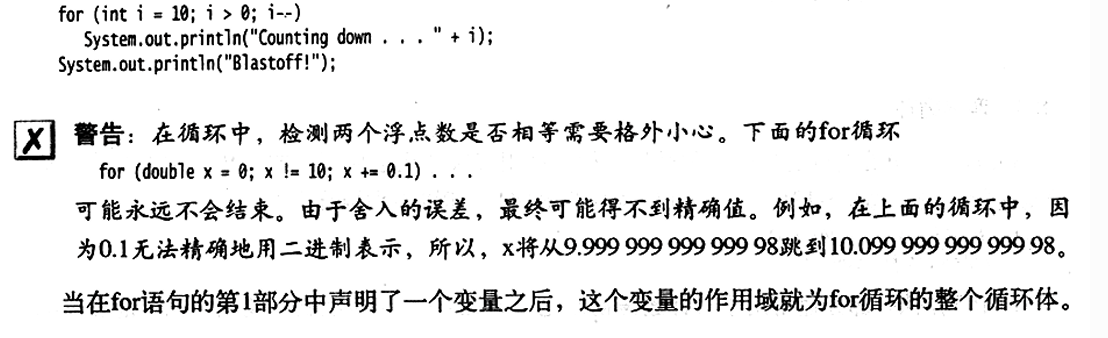 for (int i = 10; i > 0; i--)
System.out.println("Counting down . . . " + i);
System.out.println("Blastoff!");
X 警告：在循环中，检测两个浮点数是否相等需要格外小心。下面的for循环
for (double x = 0; x != 10; x += 0.1) . . .
可能永远不会结束。由于舍入的误差，最终可能得不到精确值。例如，在上面的循环中，因
为0.1无法精确地用二进制表示，所以，x将从9.999 999 999 999 98跳到10.099 999 999 999 98。
当在for语句的第1部分中声明了一个变量之后，这个变量的作用域就为for循环的整个循环体。